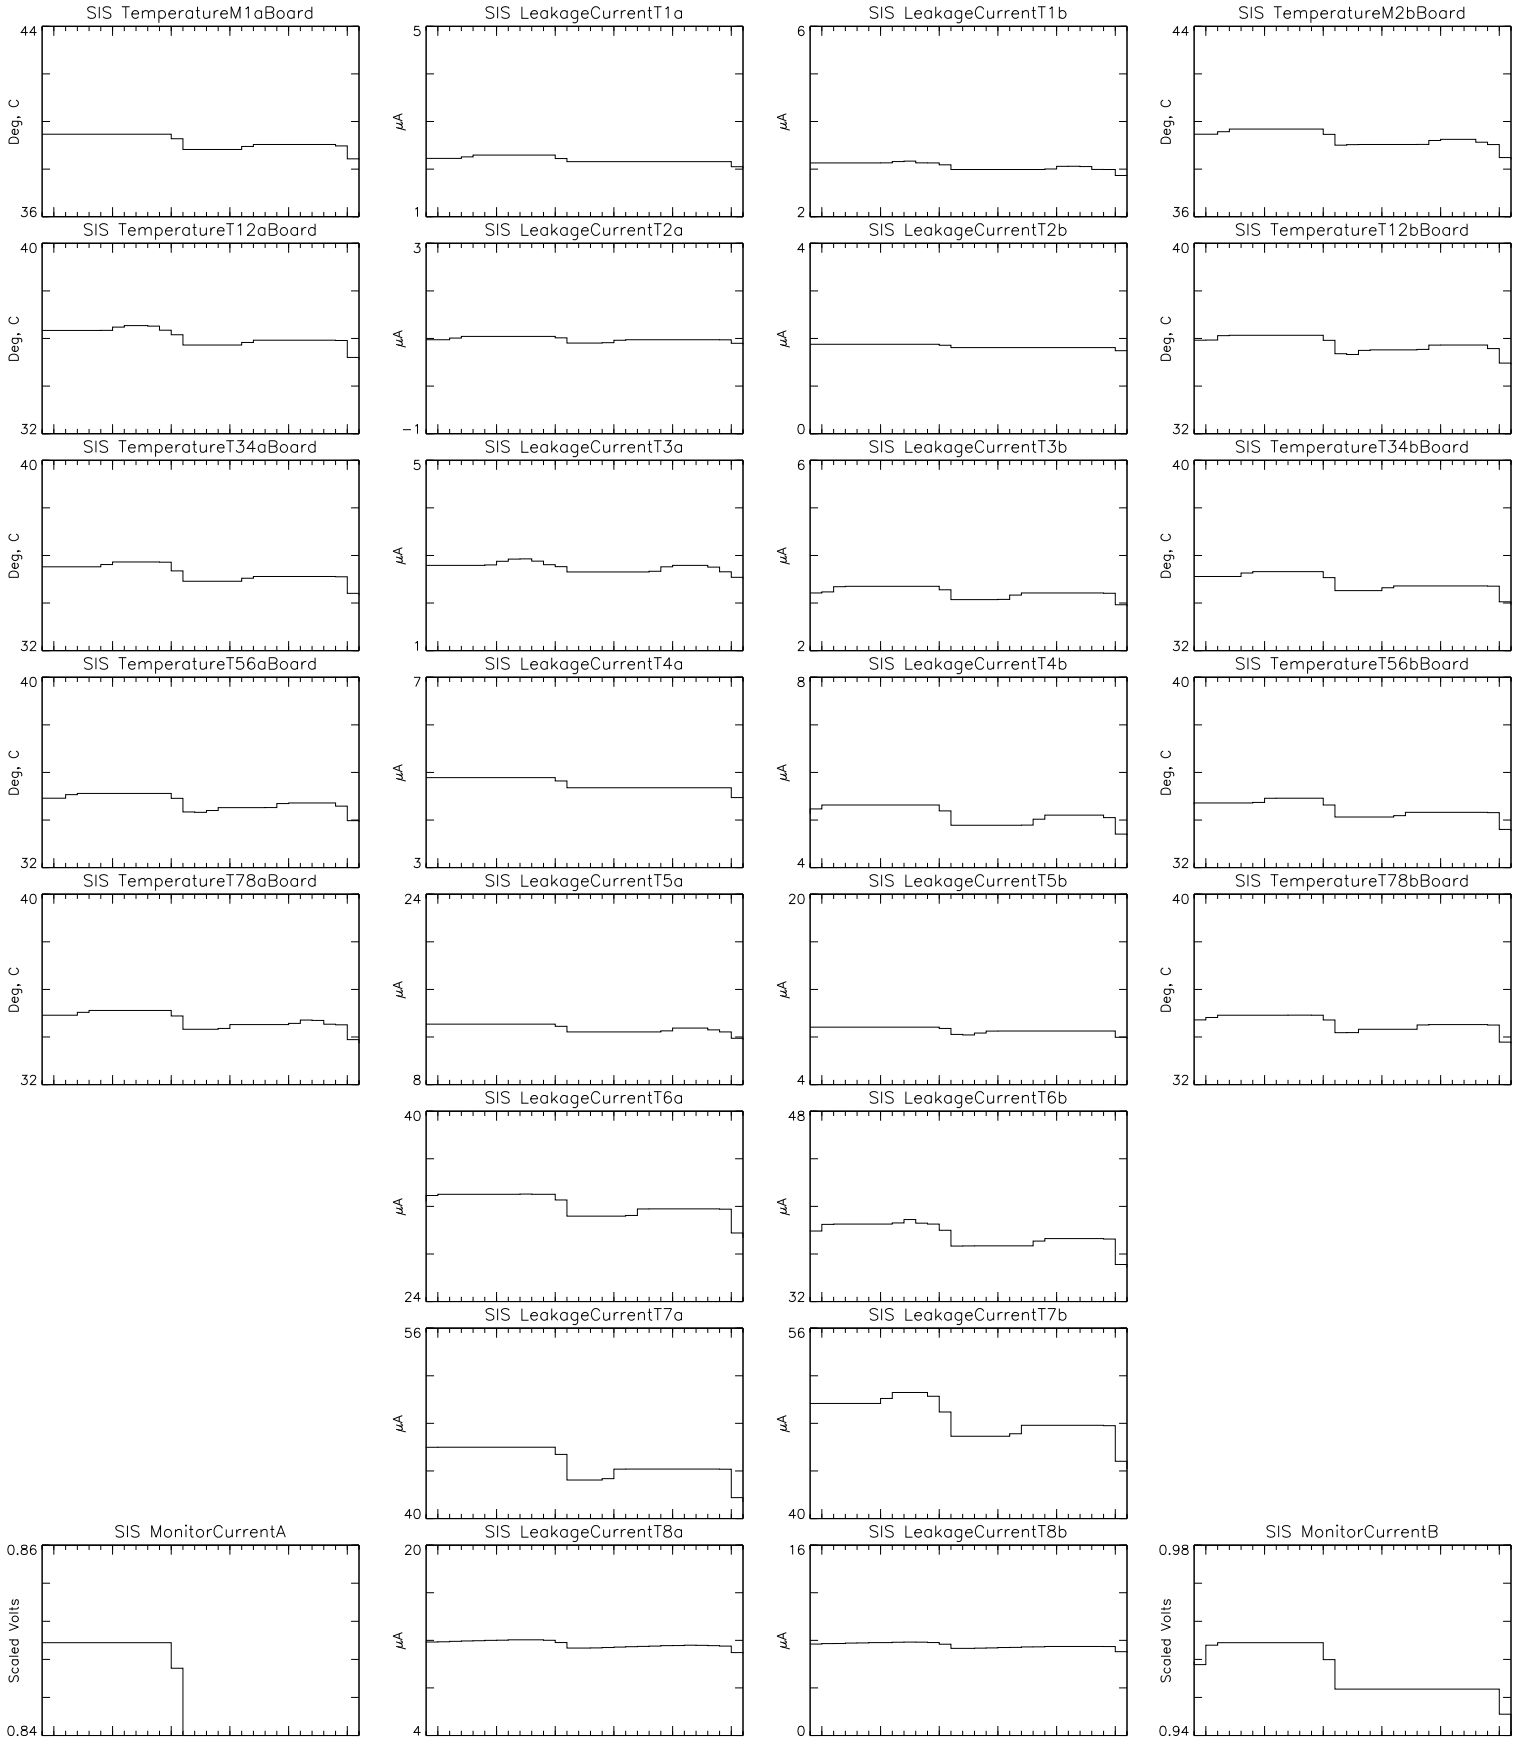 SIS TemperatureM1aBoard
44
Deg, C
36
SIS LeakageCurrentT1a
5
μA
1
SIS LeakageCurrentT1b
6
μA
2
SIS TemperatureM2bBoard
44
Deg, C
36
SIS TemperatureT12aBoard
40
Deg, C
32
SIS LeakageCurrentT2a
3
μA
-1
SIS LeakageCurrentT2b
4
μA
0
SIS TemperatureT12bBoard
40
Deg, C
32
SIS TemperatureT34aBoard
40
Deg, C
32
SIS LeakageCurrentT3a
5
μA
1
SIS LeakageCurrentT3b
6
μA
2
SIS TemperatureT34bBoard
40
Deg, C
32
SIS TemperatureT56aBoard
40
Deg, C
32
SIS LeakageCurrentT4a
7
μA
3
SIS LeakageCurrentT4b
8
μA
4
SIS TemperatureT56bBoard
40
Deg, C
32
SIS TemperatureT78aBoard
40
Deg, C
32
SIS LeakageCurrentT5a
24
μA
8
SIS LeakageCurrentT5b
20
μA
4
SIS TemperatureT78bBoard
40
Deg, C
32
SIS LeakageCurrentT6a
40
μA
24
SIS LeakageCurrentT6b
48
μA
32
SIS LeakageCurrentT7a
56
μA
40
SIS LeakageCurrentT7b
56
μA
40
SIS MonitorCurrentA
0.86
Scaled Volts
0.84
SIS LeakageCurrentT8a
20
μA
4
SIS LeakageCurrentT8b
16
μA
0
SIS MonitorCurrentB
0.98
Scaled Volts
0.94